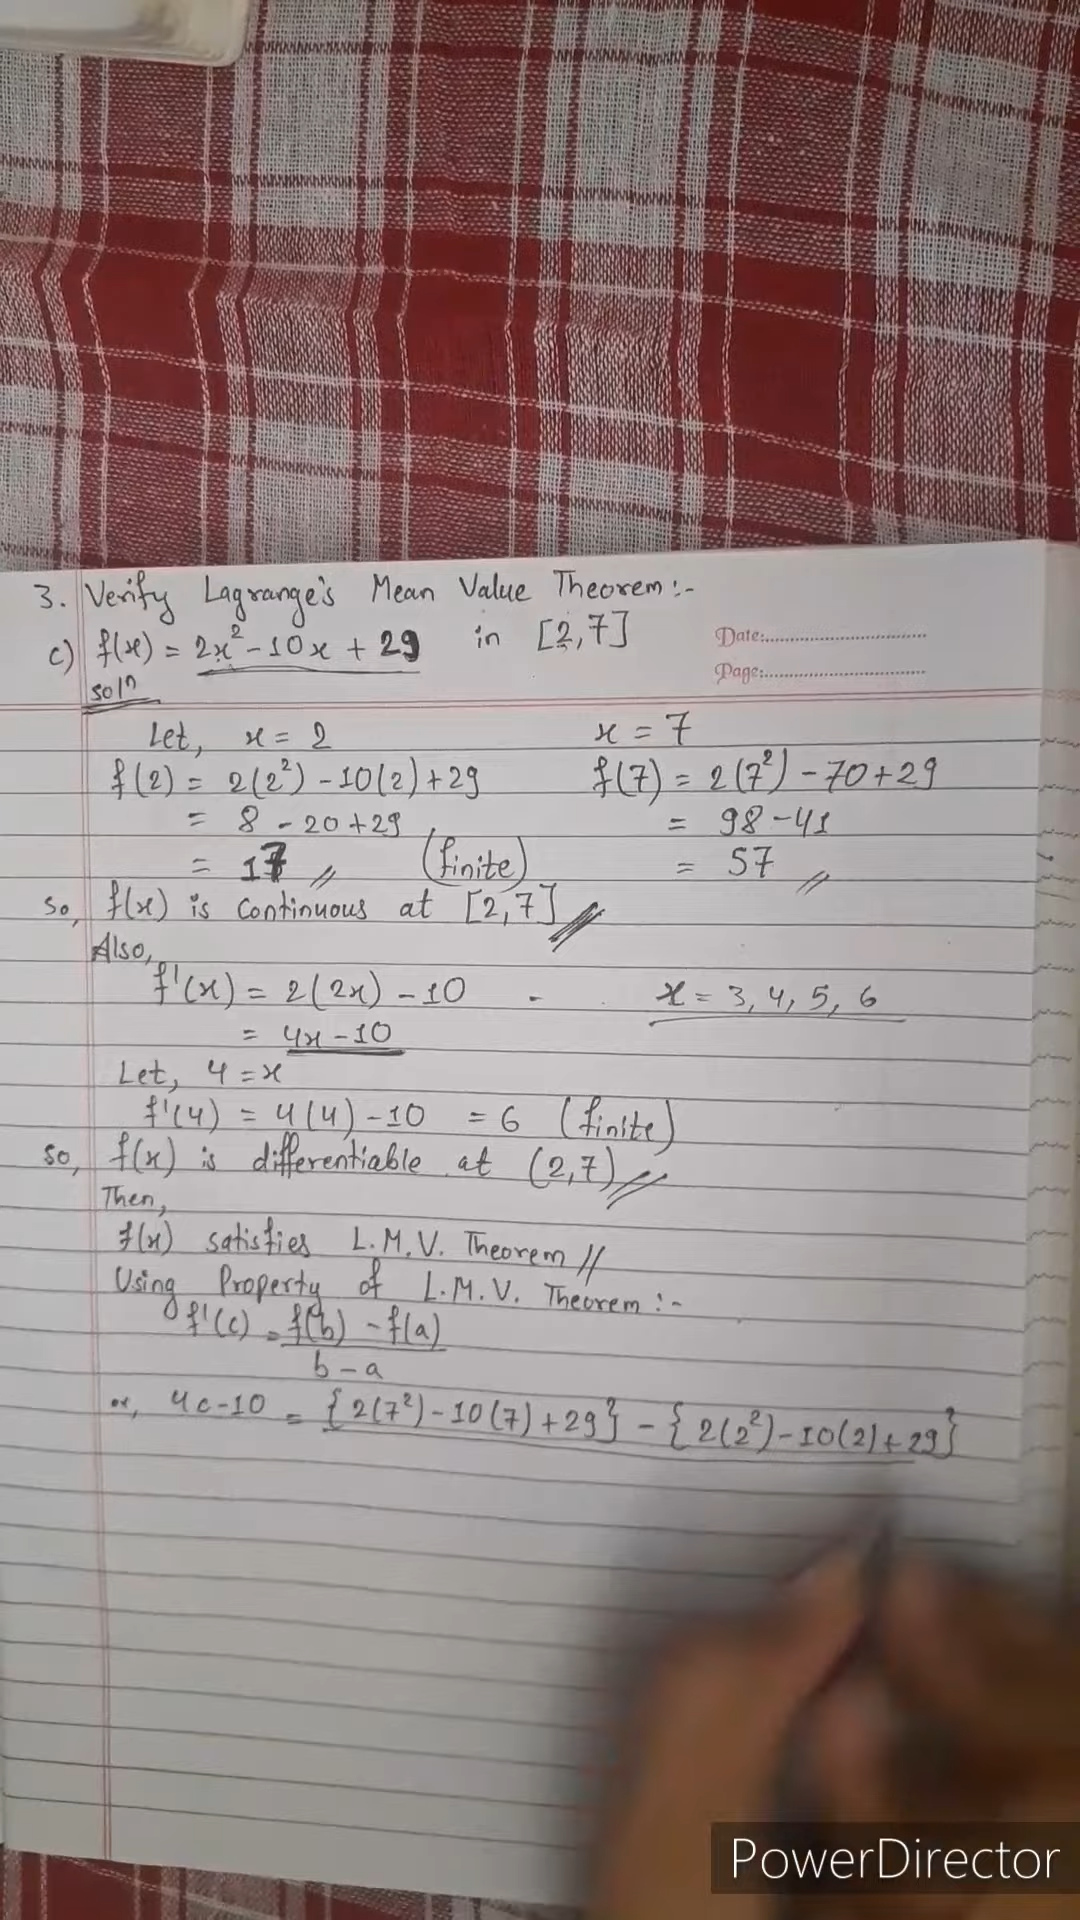 3. Verify Lagrange's Mean Value Theorem:-
c) f(x) = 2x² - 10x + 29 in [2,7]
Date:
Page:
soln
Let, x = 2 x = 7
f(2) = 2(2²) - 10(2) + 29 f(7) = 2(7²) - 70 + 29
= 8 - 20 + 29 = 98 - 41
= 17 // (finite) = 57 //
so, f(x) is continuous at [2,7] //
Also,
f'(x) = 2(2x) - 10 - x = 3, 4, 5, 6
= 4x - 10
Let, 4 = x
f'(4) = 4(4) - 10 = 6 (finite)
so, f(x) is differentiable at (2,7) //
Then,
f(x) satisfies L.M.V. Theorem //
Using Property of L.M.V. Theorem :-
f'(c) = f(b) - f(a)
b - a
or, 4c - 10 = {2(7²) - 10(7) + 29} - {2(2²) - 10(2) + 29}
PowerDirector